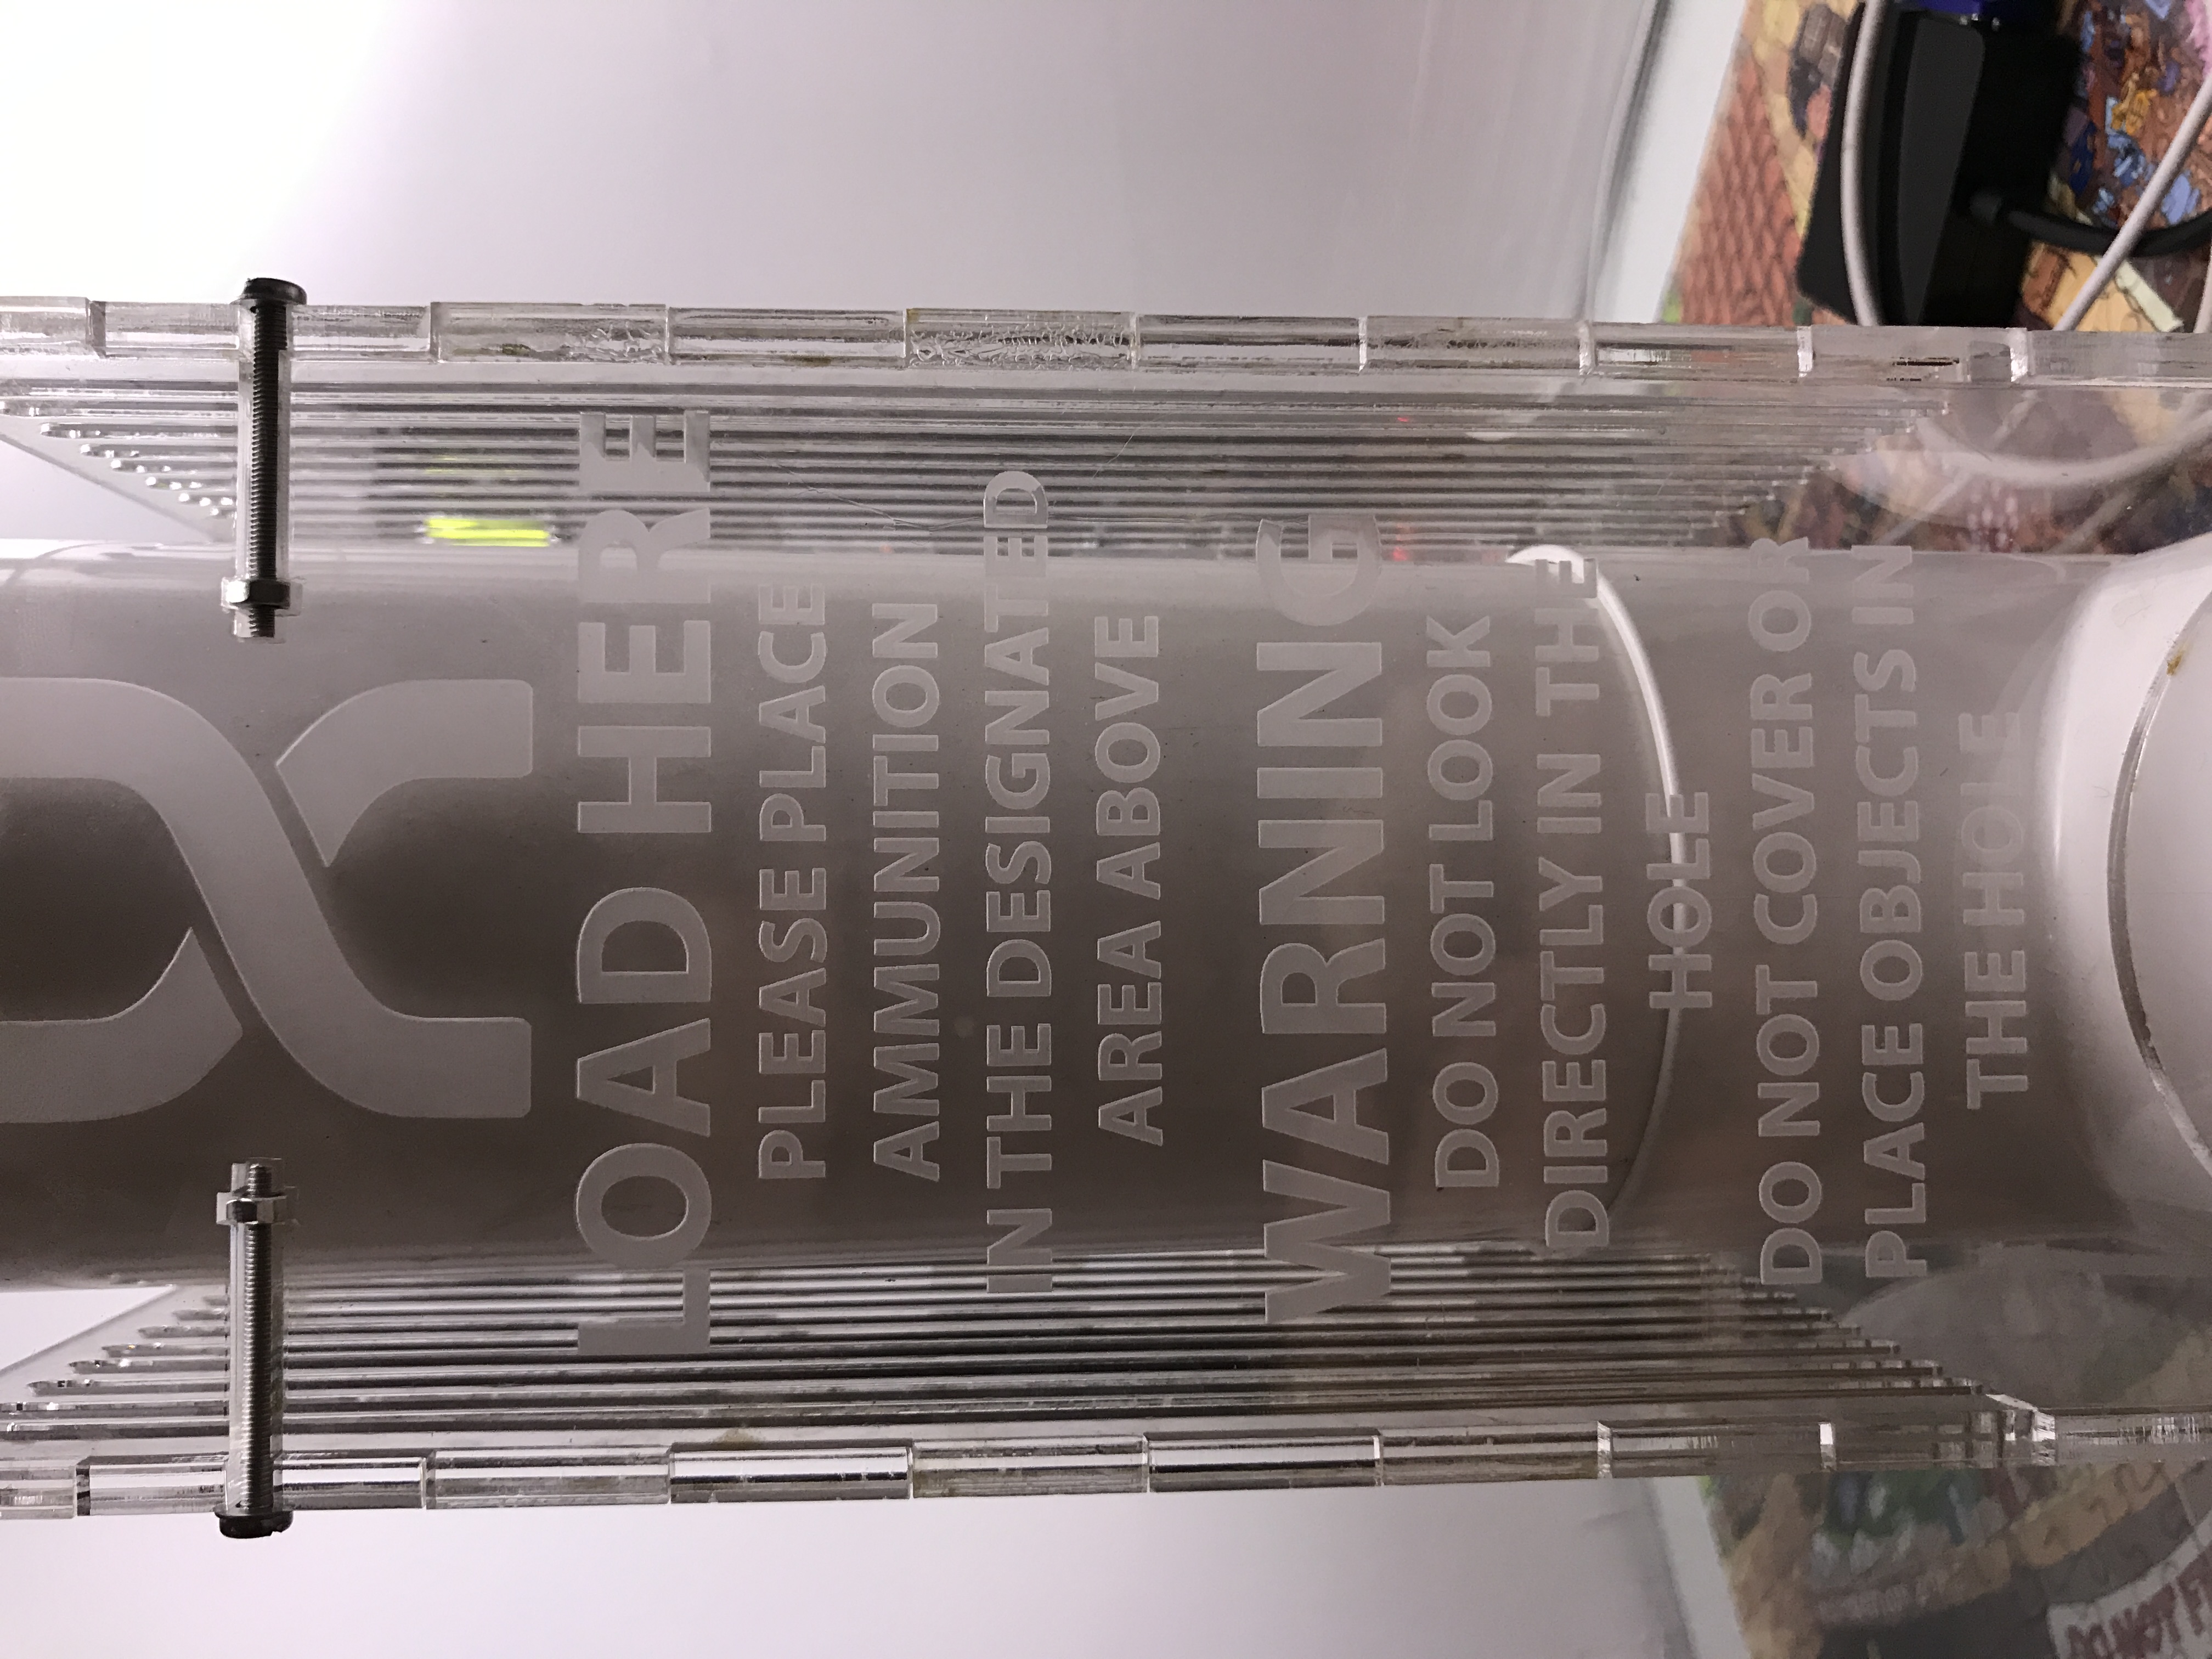 LOAD HERE
PLEASE PLACE
AMMUNITION
IN THE DESIGNATED
AREA ABOVE
WARNING
DO NOT LOOK
DIRECTLY IN THE
HOLE
DO NOT COVER OR
PLACE OBJECTS IN
THE HOLE